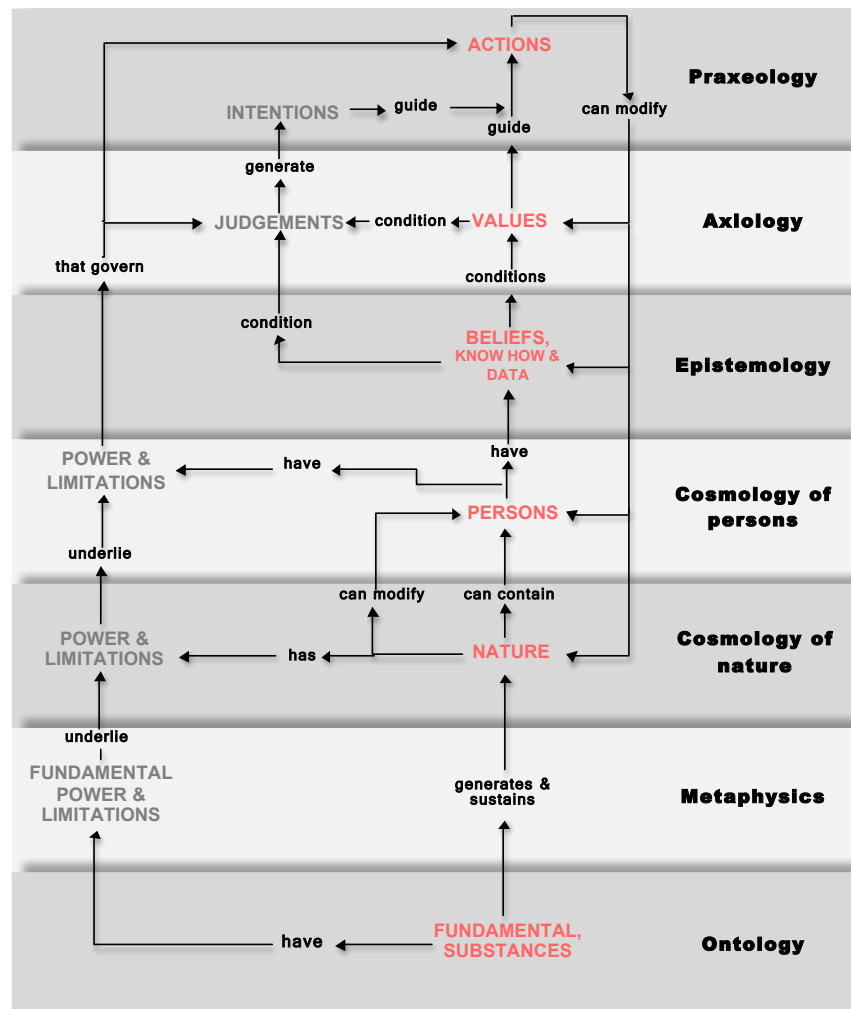 ACTIONS
Praxeology
INTENTIONS
guide
can modify
guide
generate
JUDGEMENTS
condition
VALUES
Axiology
that govern
conditions
condition
BELIEFS,
KNOW HOW &
DATA
Epistemology
have
POWER &
LIMITATIONS
have
Cosmology of
persons
PERSONS
underlie
can modify
can contain
POWER &
LIMITATIONS
has
NATURE
Cosmology of
nature
underlie
FUNDAMENTAL
POWER &
LIMITATIONS
generates &
sustains
Metaphysics
FUNDAMENTAL,
SUBSTANCES
have
Ontology